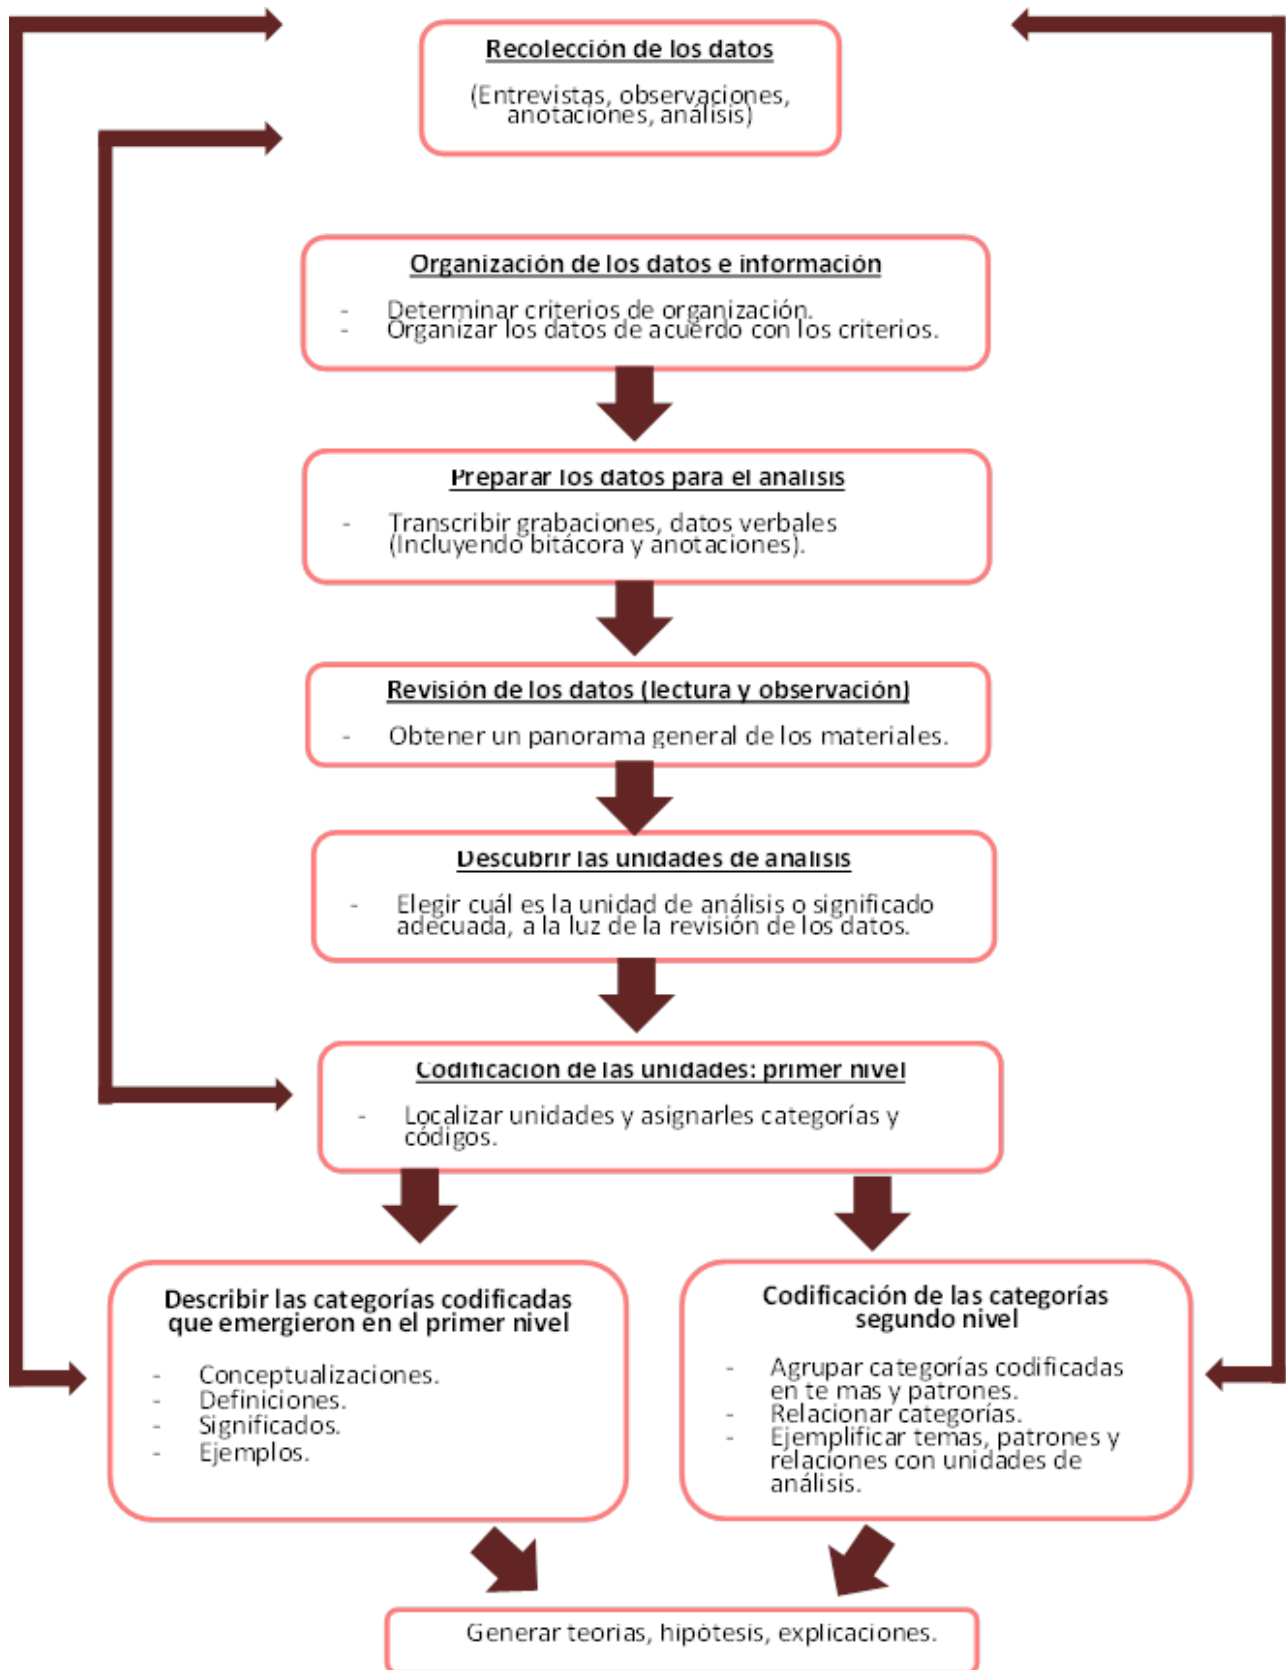 Recolección de los datos
(Entrevistas, observaciones,
anotaciones, análisis)
Organización de los datos e información
- Determinar criterios de organización.
- Organizar los datos de acuerdo con los criterios.
Preparar los datos para el análisis
- Transcribir grabaciones, datos verbales
(Incluyendo bitácora y anotaciones).
Revisión de los datos (lectura y observación)
- Obtener un panorama general de los materiales.
Descubrir las unidades de análisis
- Elegir cuál es la unidad de análisis o significado
adecuada, a la luz de la revisión de los datos.
Codificación de las unidades: primer nivel
- Localizar unidades y asignarles categorías y
códigos.
Describir las categorías codificadas
que emergieron en el primer nivel
- Conceptualizaciones.
- Definiciones.
- Significados.
- Ejemplos.
Codificación de las categorías
segundo nivel
- Agrupar categorías codificadas
en te mas y patrones.
- Relacionar categorías.
- Ejemplificar temas, patrones y
relaciones con unidades de
análisis.
Generar teorías, hipótesis, explicaciones.